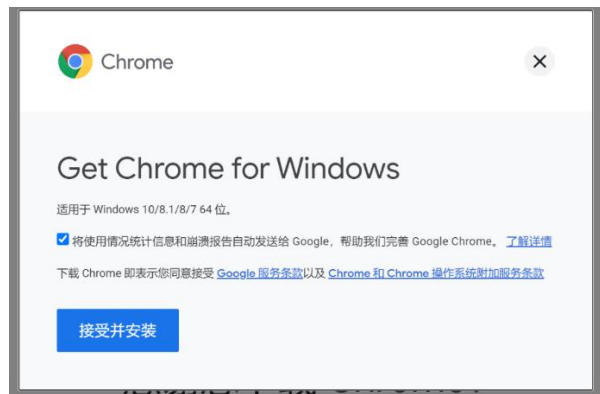 Chrome
Get Chrome for Windows
适用于 Windows 10/8.1/8/7 64 位。
将使用情况统计信息和崩溃报告自动发送给 Google，帮助我们完善 Google Chrome。 了解详情
下载 Chrome 即表示您同意接受 Google 服务条款以及 Chrome 和 Chrome 操作系统附加服务条款
接受并安装